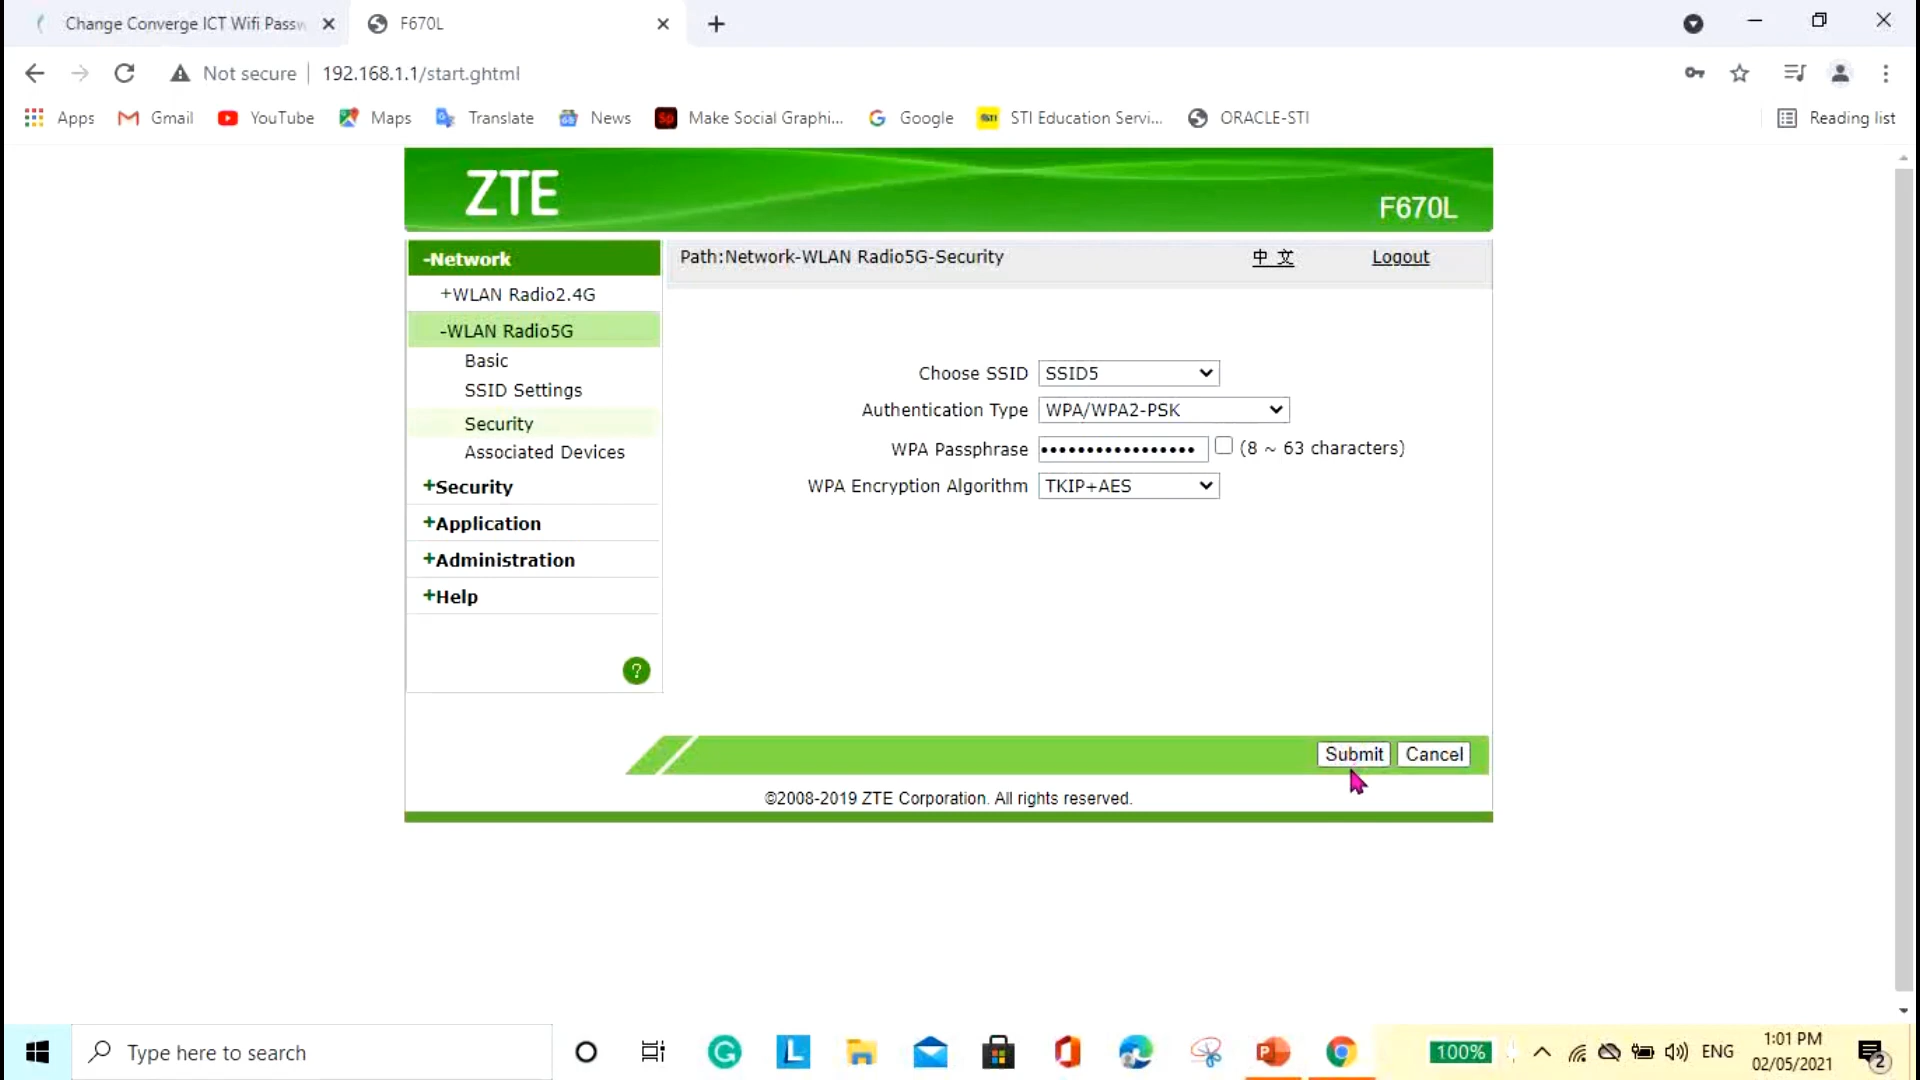 Change Converge ICT Wifi Passw
F670L
Not secure
192.168.1.1/start.ghtml
Apps
Gmail
YouTube
Maps
Translate
News
Sp
Make Social Graphi...
Google
STI
STI Education Servi...
ORACLE-STI
Reading list
ZTE
F670L
-Network
+WLAN Radio2.4G
-WLAN Radio5G
Basic
SSID Settings
Security
Associated Devices
+Security
+Application
+Administration
+Help
?
Path:Network-WLAN Radio5G-Security
中 文
Logout
Choose SSID SSID5
Authentication Type WPA/WPA2-PSK
WPA Passphrase ••••••••••••••••• (8 ~ 63 characters)
WPA Encryption Algorithm TKIP+AES
Submit
Cancel
©2008-2019 ZTE Corporation. All rights reserved.
Type here to search
100%
ENG
1:01 PM
02/05/2021
2